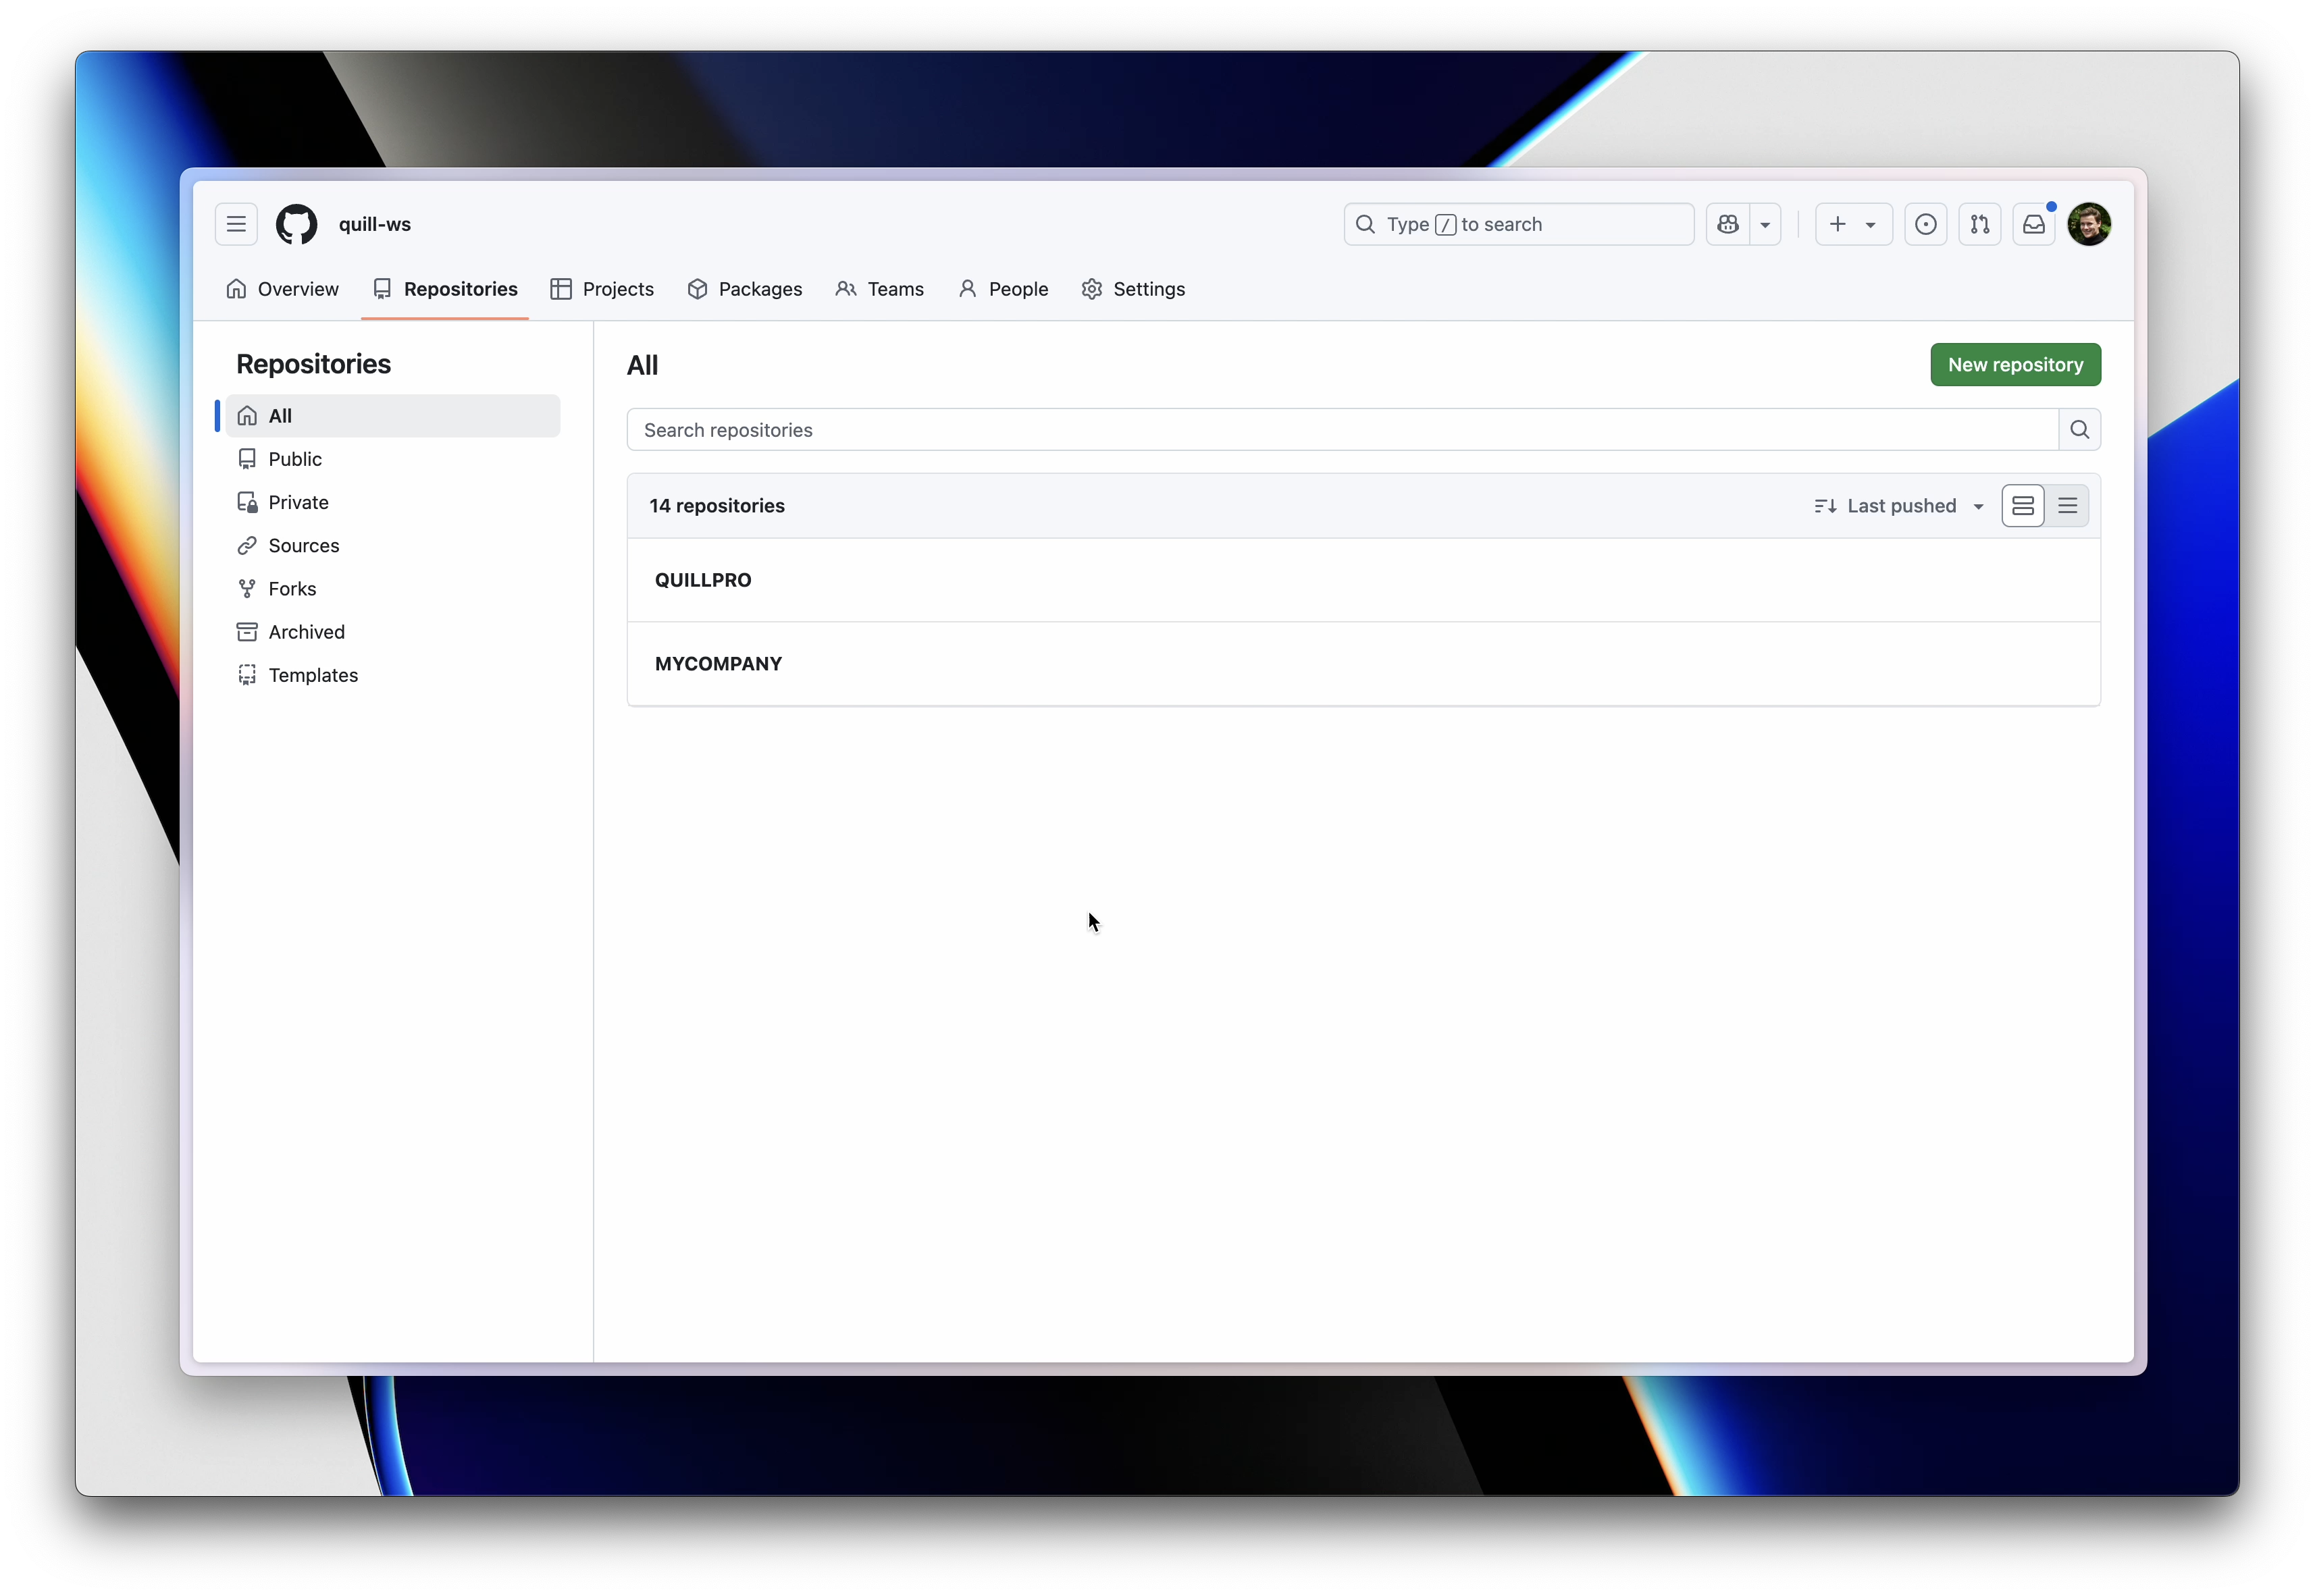 quill-ws
Type / to search
Overview
Repositories
Projects
Packages
Teams
People
Settings
Repositories
All
Public
Private
Sources
Forks
Archived
Templates
All
New repository
Search repositories
14 repositories
Last pushed
QUILLPRO
MYCOMPANY